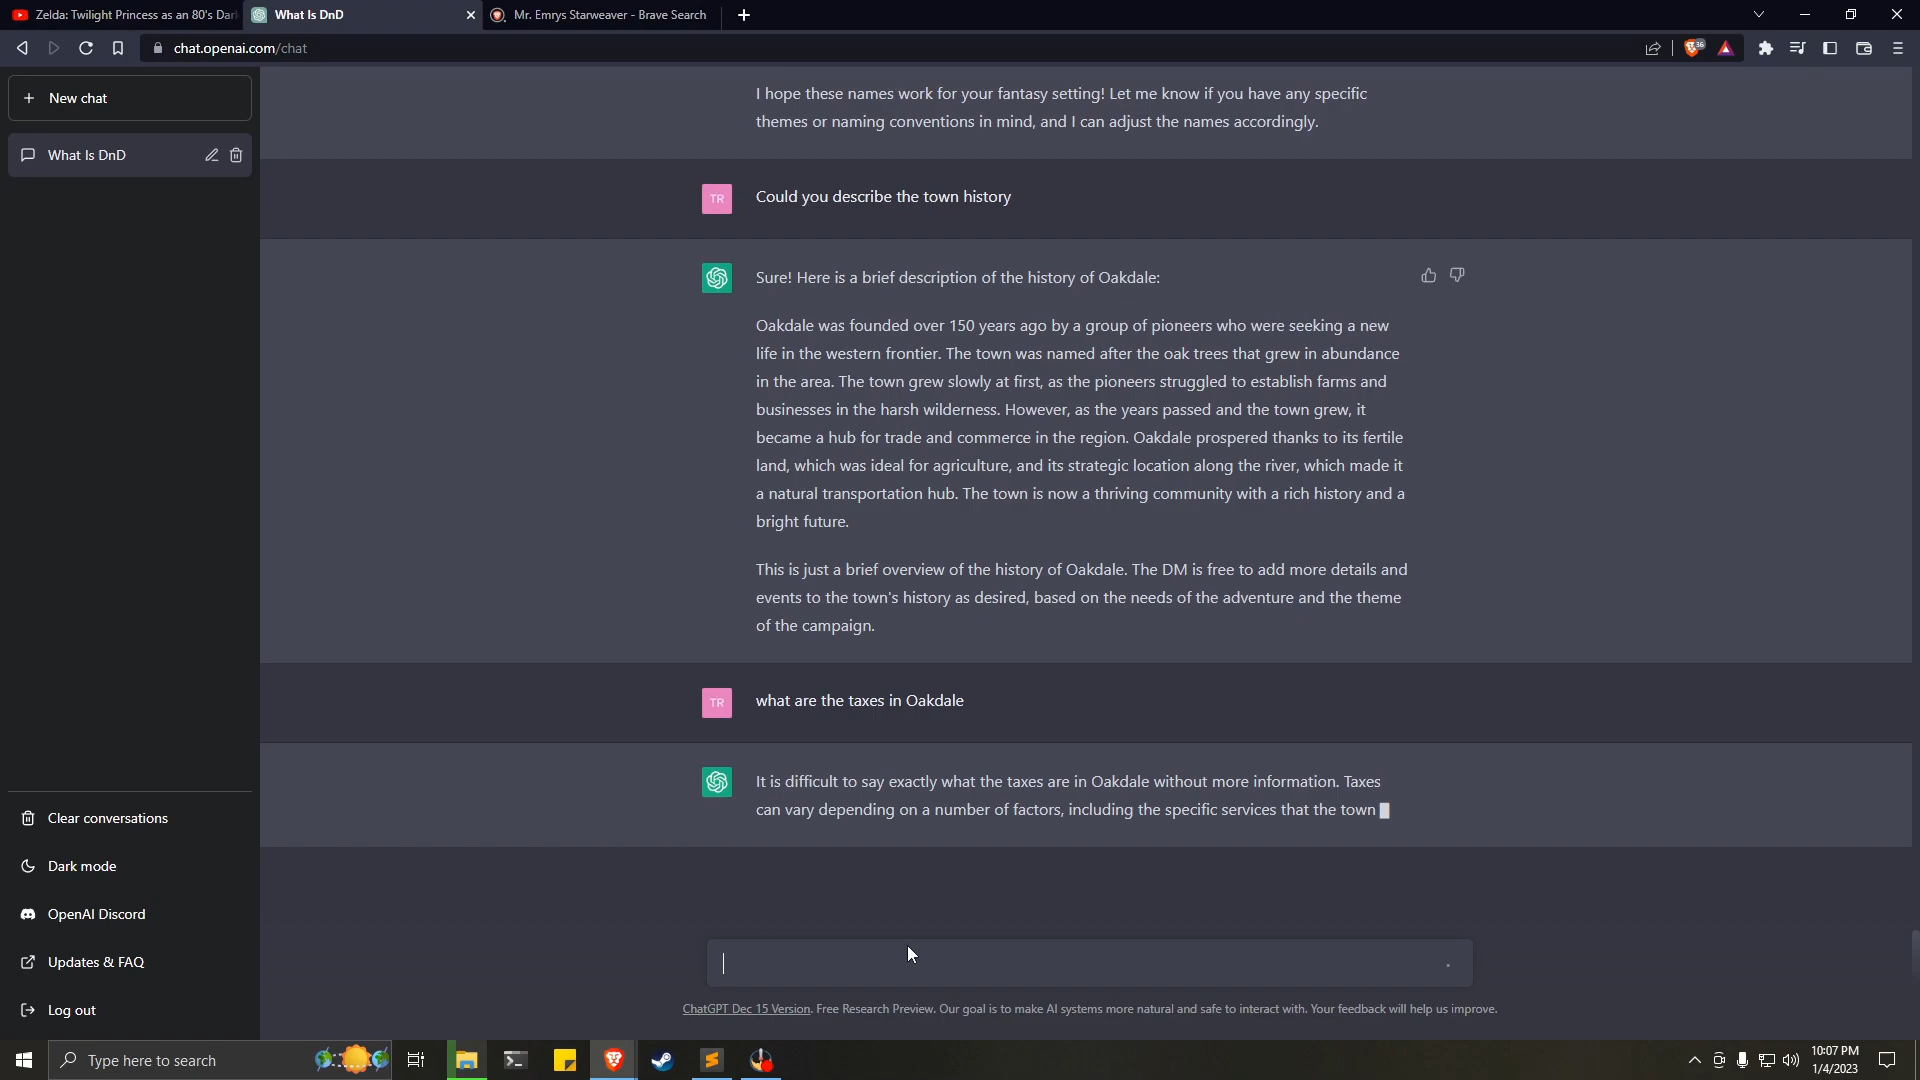 Zelda: Twilight Princess as an 80's Dar
What Is DnD
Mr. Emrys Starweaver - Brave Search
chat.openai.com/chat
36
New chat
What Is DnD
I hope these names work for your fantasy setting! Let me know if you have any specific
themes or naming conventions in mind, and I can adjust the names accordingly.
TR
Could you describe the town history
Sure! Here is a brief description of the history of Oakdale:
Oakdale was founded over 150 years ago by a group of pioneers who were seeking a new
life in the western frontier. The town was named after the oak trees that grew in abundance
in the area. The town grew slowly at first, as the pioneers struggled to establish farms and
businesses in the harsh wilderness. However, as the years passed and the town grew, it
became a hub for trade and commerce in the region. Oakdale prospered thanks to its fertile
land, which was ideal for agriculture, and its strategic location along the river, which made it
a natural transportation hub. The town is now a thriving community with a rich history and a
bright future.
This is just a brief overview of the history of Oakdale. The DM is free to add more details and
events to the town's history as desired, based on the needs of the adventure and the theme
of the campaign.
TR
what are the taxes in Oakdale
It is difficult to say exactly what the taxes are in Oakdale without more information. Taxes
can vary depending on a number of factors, including the specific services that the town
Clear conversations
Dark mode
OpenAI Discord
Updates & FAQ
Log out
ChatGPT Dec 15 Version. Free Research Preview. Our goal is to make AI systems more natural and safe to interact with. Your feedback will help us improve.
Type here to search
10:07 PM
1/4/2023